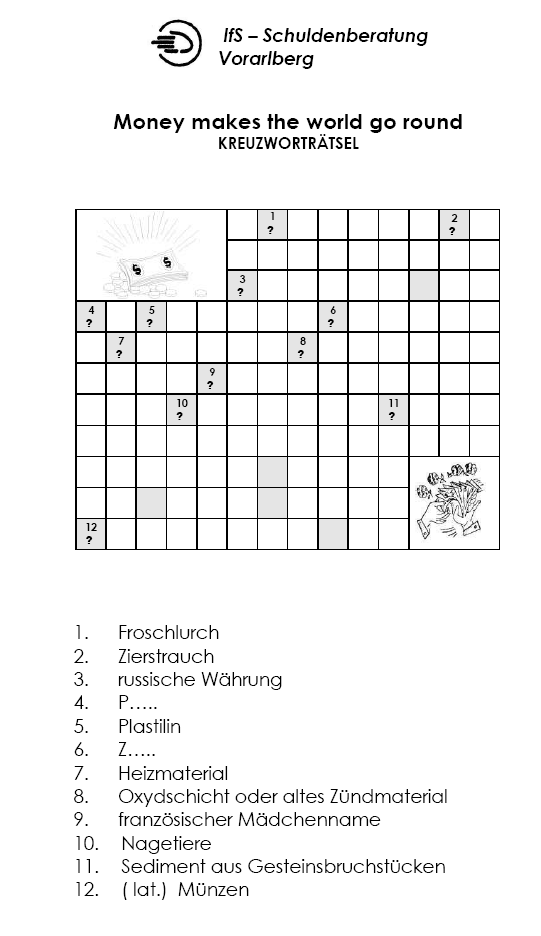 IfS – Schuldenberatung
Vorarlberg
Money makes the world go round
KREUZWORTRÄTSEL
1
?
2
?
3
?
4
?
5
?
6
?
7
?
8
?
9
?
10
?
11
?
12
?
$ $
1. Froschlurch
2. Zierstrauch
3. russische Währung
4. P…..
5. Plastilin
6. Z…..
7. Heizmaterial
8. Oxydschicht oder altes Zündmaterial
9. französischer Mädchenname
10. Nagetiere
11. Sediment aus Gesteinsbruchstücken
12. ( lat.) Münzen